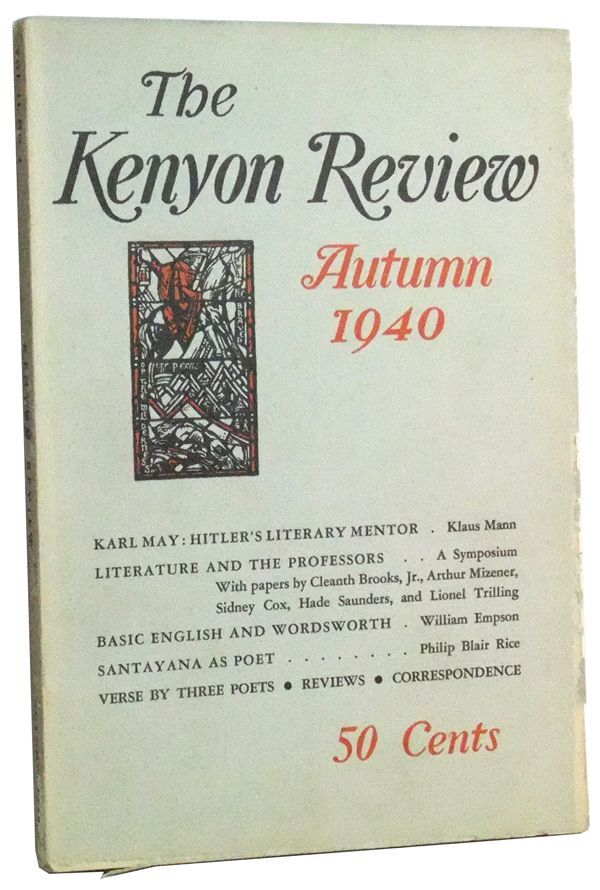 The
Kenyon Review
Autumn
1940
KARL MAY: HITLER'S LITERARY MENTOR . Klaus Mann
LITERATURE AND THE PROFESSORS . . A Symposium
With papers by Cleanth Brooks, Jr., Arthur Mizener,
Sidney Cox, Hade Saunders, and Lionel Trilling
BASIC ENGLISH AND WORDSWORTH . William Empson
SANTAYANA AS POET . . . . . . . . Philip Blair Rice
VERSE BY THREE POETS ● REVIEWS ● CORRESPONDENCE
50 Cents